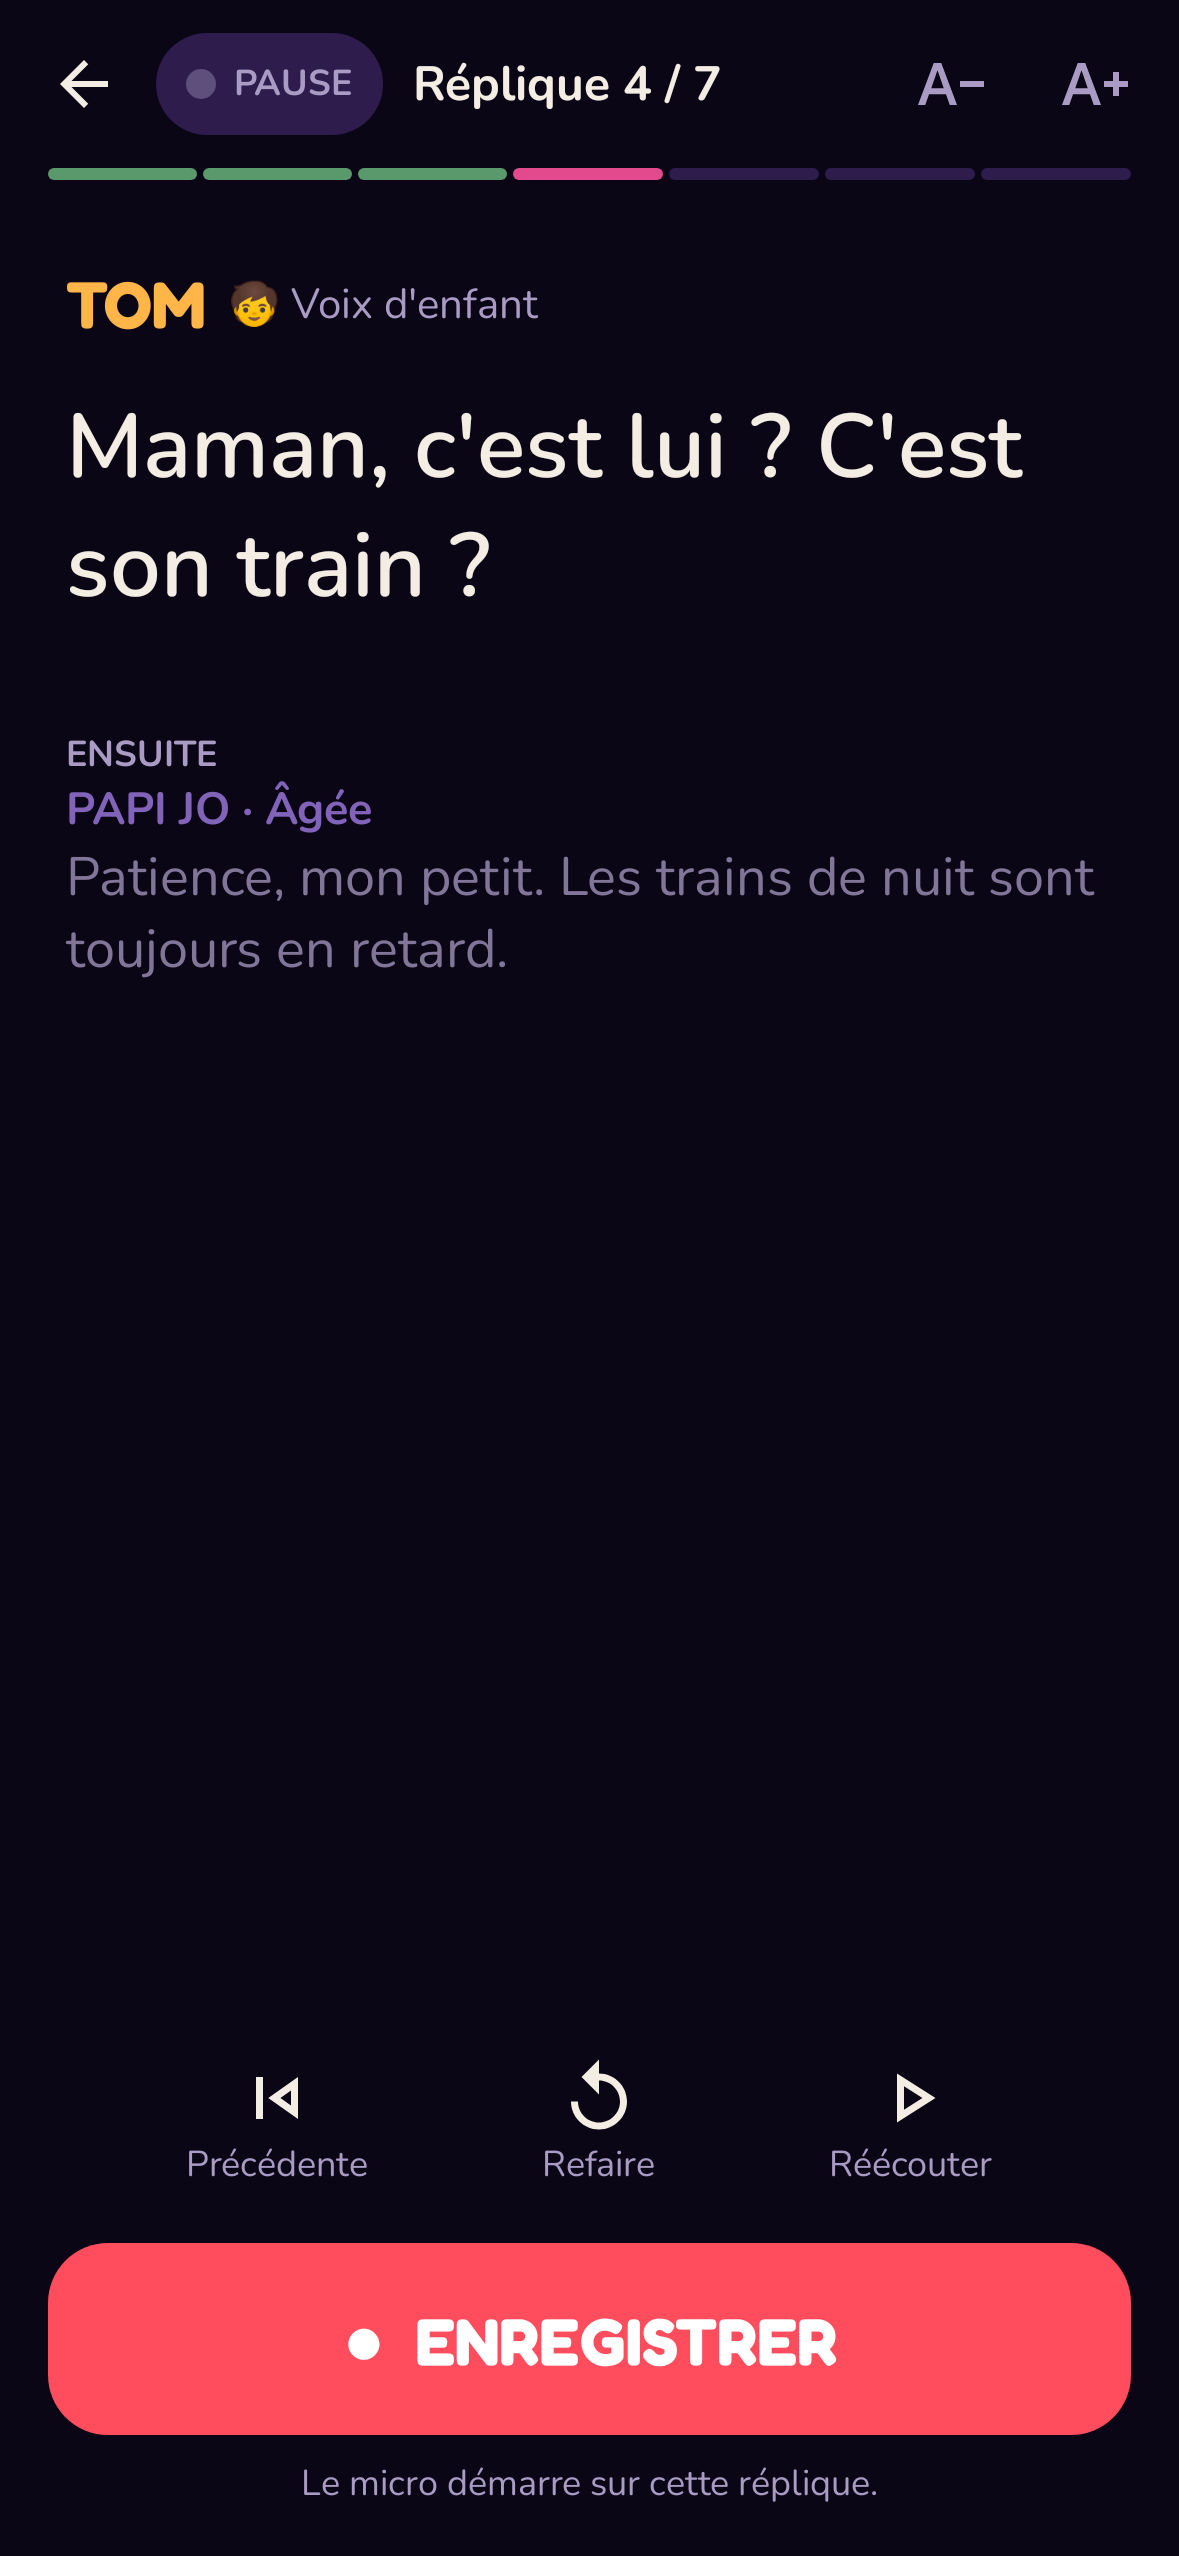 PAUSE
Réplique 4 / 7
A−
A+
TOM
Voix d'enfant
Maman, c'est lui ? C'est
son train ?
ENSUITE
PAPI JO · Âgée
Patience, mon petit. Les trains de nuit sont
toujours en retard.
Précédente
Refaire
Réécouter
ENREGISTRER
Le micro démarre sur cette réplique.